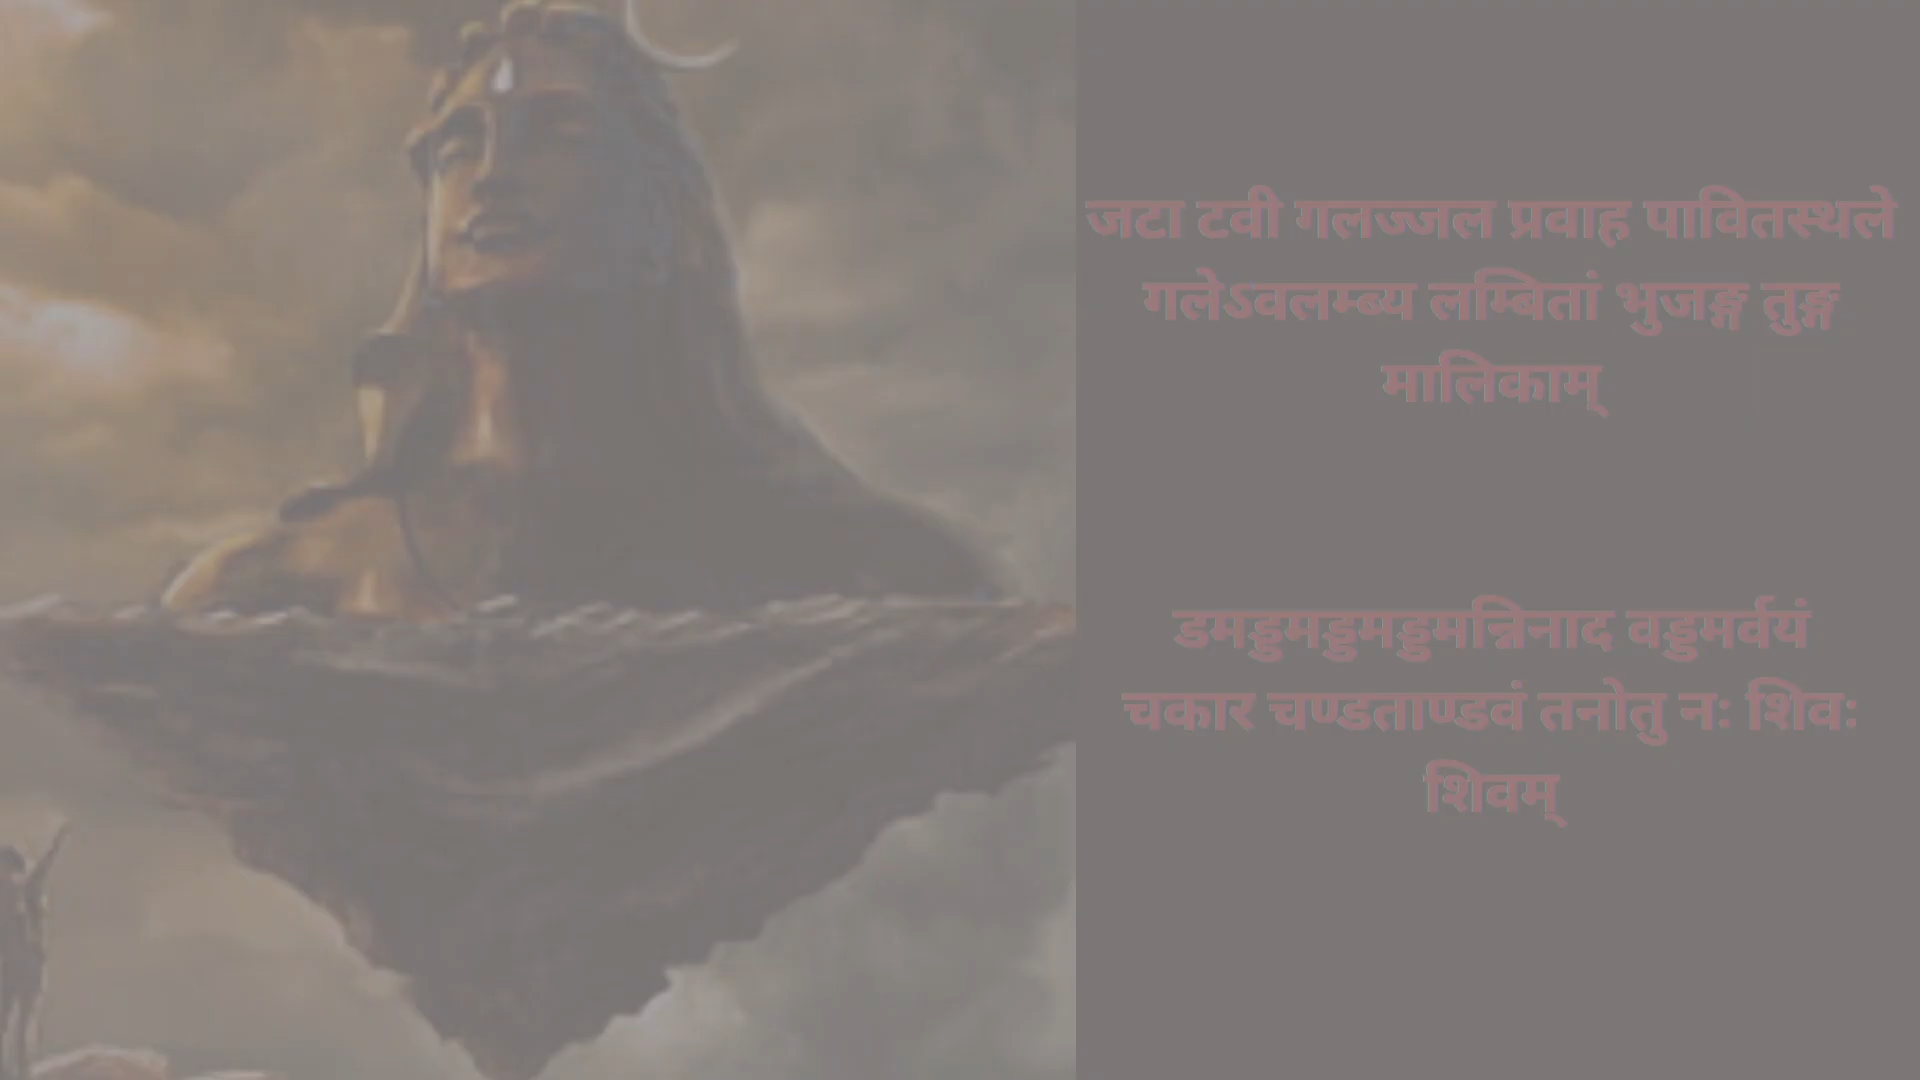 जटा टवी गलज्जल प्रवाह पावितस्थले
गलेऽवलम्ब्य लम्बितां भुजङ्ग तुङ्ग
मालिकाम्
डमड्डमड्डमड्डमन्निनाद वड्डमर्वयं
चकार चण्डताण्डवं तनोतु नः शिवः
शिवम्